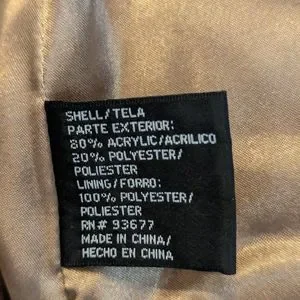 SHELL/TELA
PARTE EXTERIOR:
80% ACRYLIC/ACRILICO
20% POLYESTER/
POLIESTER
LINING/FORRO:
100% POLYESTER/
POLIESTER
RN# 93677
MADE IN CHINA/
HECHO EN CHINA